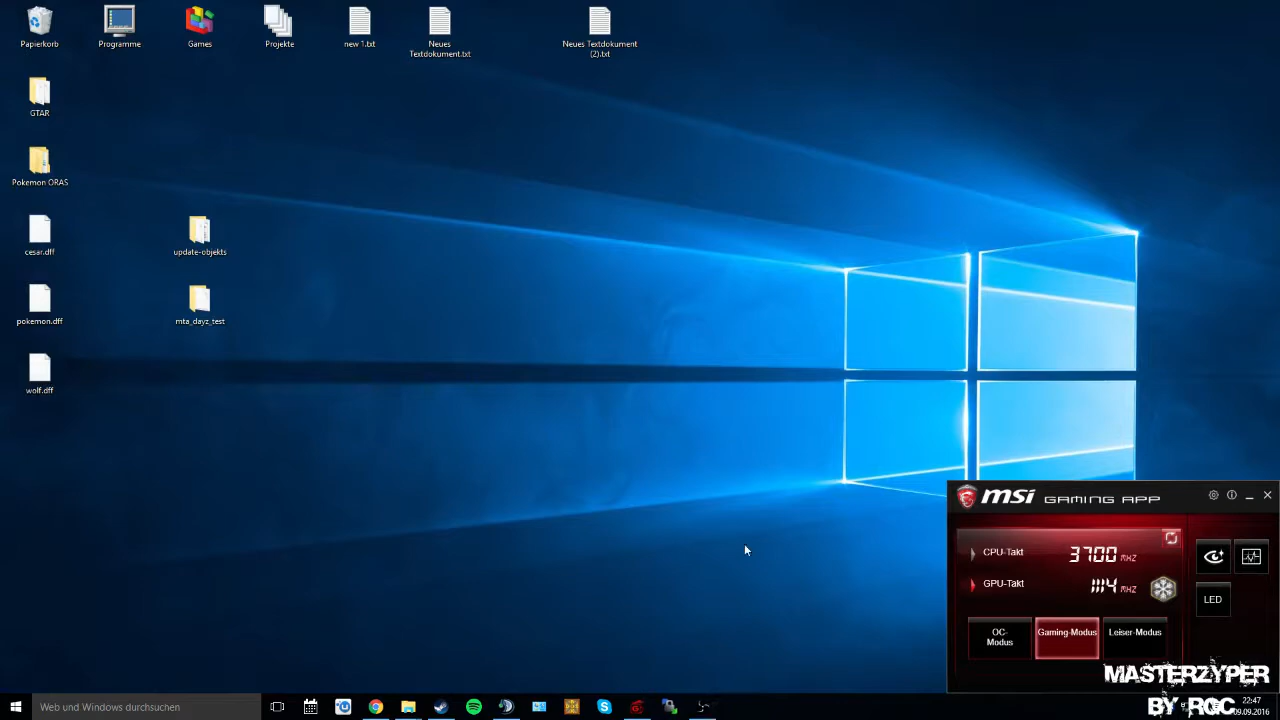 Papierkorb
Programme
Games
Projekte
new 1.txt
Neues
Textdokument.txt
Neues Textdokument
(2).txt
GTAR
Pokemon ORAS
cesar.dff
update-objekts
pokemon.dff
mta_dayz_test
wolf.dff
msi GAMING APP
CPU-Takt 3700 MHZ
GPU-Takt 1114 MHZ
LED
OC-
Modus
Gaming-Modus
Leiser-Modus
MASTERZYPER
BY RGC
Web und Windows durchsuchen
22:47
09.09.2016